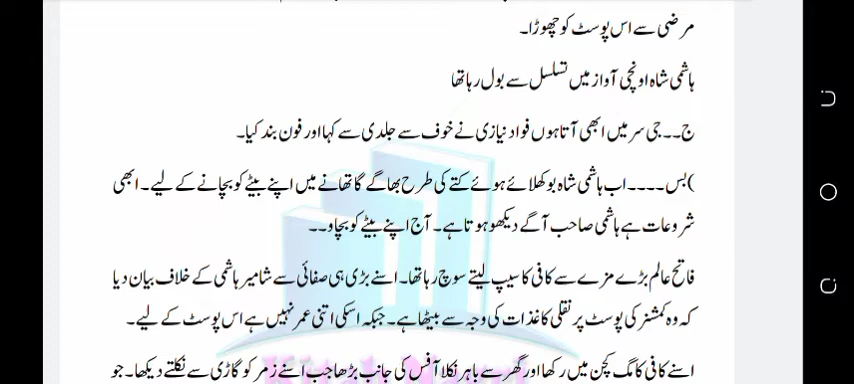 مرضی سے اس پوسٹ کو چھوڑا۔
ہاشمی شاہ اونچی آواز میں تسلسل سے بول رہا تھا
ج۔۔جی سر میں ابھی آتا ہوں فواد نیازی نے خوف سے جلدی سے کہا اور فون بند کیا۔
)بس۔۔۔۔اب ہاشمی شاہ بوکھلائے ہوئے کتے کی طرح بھاگے گا تھانے میں اپنے بیٹے کو بچانے کے لیے۔ ابھی
شروعات ہے ہاشمی صاحب آگے دیکھو ہوتا ہے۔ آج اپنے بیٹے کو بچاو۔۔
فاتح عالم بڑے مزے سے کافی کا سیپ لیتے سوچ رہا تھا۔ اسنے بڑی ہی صفائی سے شامیر ہاشمی کے خلاف بیان دیا
کہ وہ کمشنر کی پوسٹ پر نقلی کاغذات کی وجہ سے بیٹھا ہے۔ جبکہ اسکی اتنی عمر نہیں ہے اس پوسٹ کے لیے۔
اسنے کافی کا مگ کچن میں رکھا اور گھر سے باہر نکلا آفس کی جانب بڑھا جب اسنے زمر کو گاڑی سے نکلتے دیکھا۔ جو